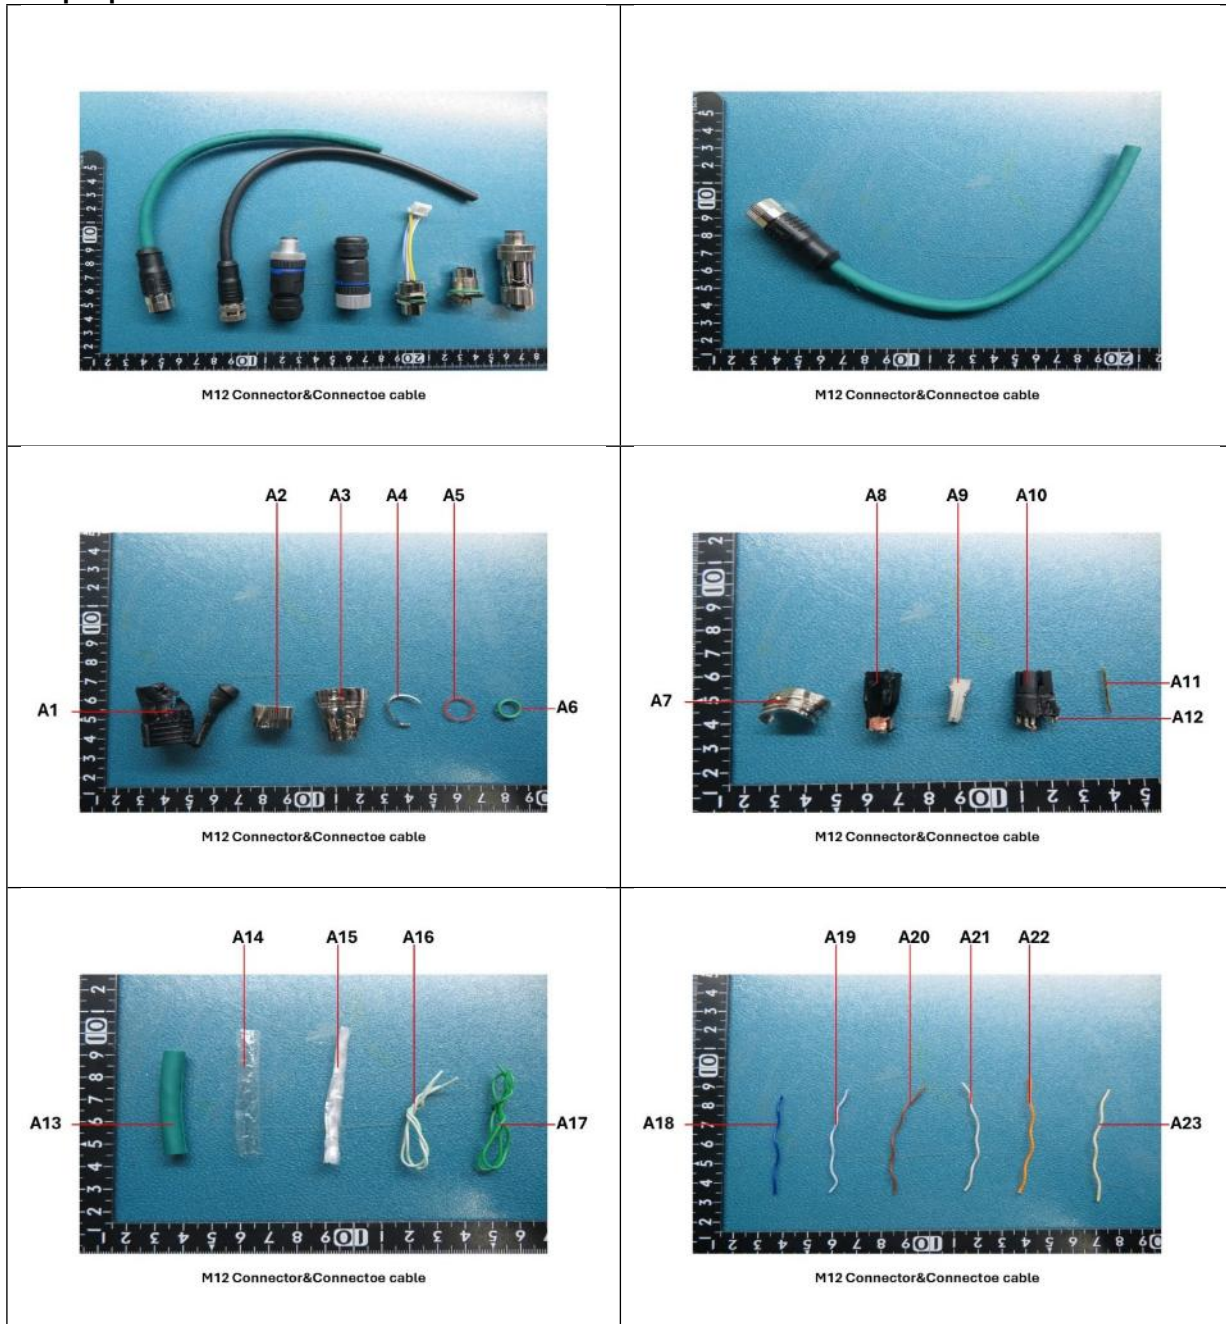 M12 Connector&Connectoe cable
M12 Connector&Connectoe cable
A2 A3 A4 A5
A1
A6
M12 Connector&Connectoe cable
A8 A9 A10
A7
A11
A12
M12 Connector&Connectoe cable
A14 A15 A16
A13
A17
M12 Connector&Connectoe cable
A19 A20 A21 A22
A18
A23
M12 Connector&Connectoe cable